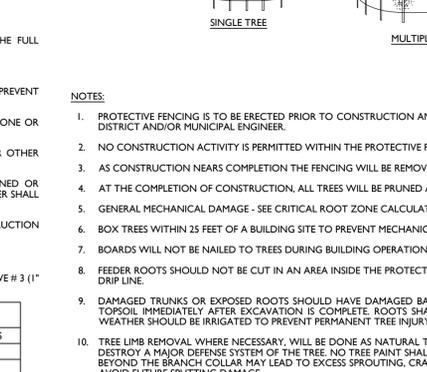 SINGLE TREE
MULTIPL
HE FULL
PREVENT
ONE OR
R OTHER
NED OR
ER SHALL
UCTION
VE # 3 (1"
S
NOTES:
1. PROTECTIVE FENCING IS TO BE ERECTED PRIOR TO CONSTRUCTION AN
DISTRICT AND/OR MUNICIPAL ENGINEER.
2. NO CONSTRUCTION ACTIVITY IS PERMITTED WITHIN THE PROTECTIVE F
3. AS CONSTRUCTION NEARS COMPLETION THE FENCING WILL BE REMOV
4. AT THE COMPLETION OF CONSTRUCTION, ALL TREES WILL BE PRUNED A
5. GENERAL MECHANICAL DAMAGE - SEE CRITICAL ROOT ZONE CALCULAT
6. BOX TREES WITHIN 25 FEET OF A BUILDING SITE TO PREVENT MECHANIC
7. BOARDS WILL NOT BE NAILED TO TREES DURING BUILDING OPERATION
8. FEEDER ROOTS SHOULD NOT BE CUT IN AN AREA INSIDE THE PROTECT
DRIP LINE.
9. DAMAGED TRUNKS OR EXPOSED ROOTS SHOULD HAVE DAMAGED BA
TOPSOIL IMMEDIATELY AFTER EXCAVATION IS COMPLETE. ROOTS SHA
WEATHER SHOULD BE IRRIGATED TO PREVENT PERMANENT TREE INJURY
10. TREE LIMB REMOVAL WHERE NECESSARY, WILL BE DONE AS NATURAL T
DESTROY A MAJOR DEFENSE SYSTEM OF THE TREE. NO TREE PAINT SHAL
BEYOND THE BRANCH COLLAR MAY LEAD TO EXCESS SPROUTING, CRA
AVOID FUTURE SPLITTING DAMAGE.